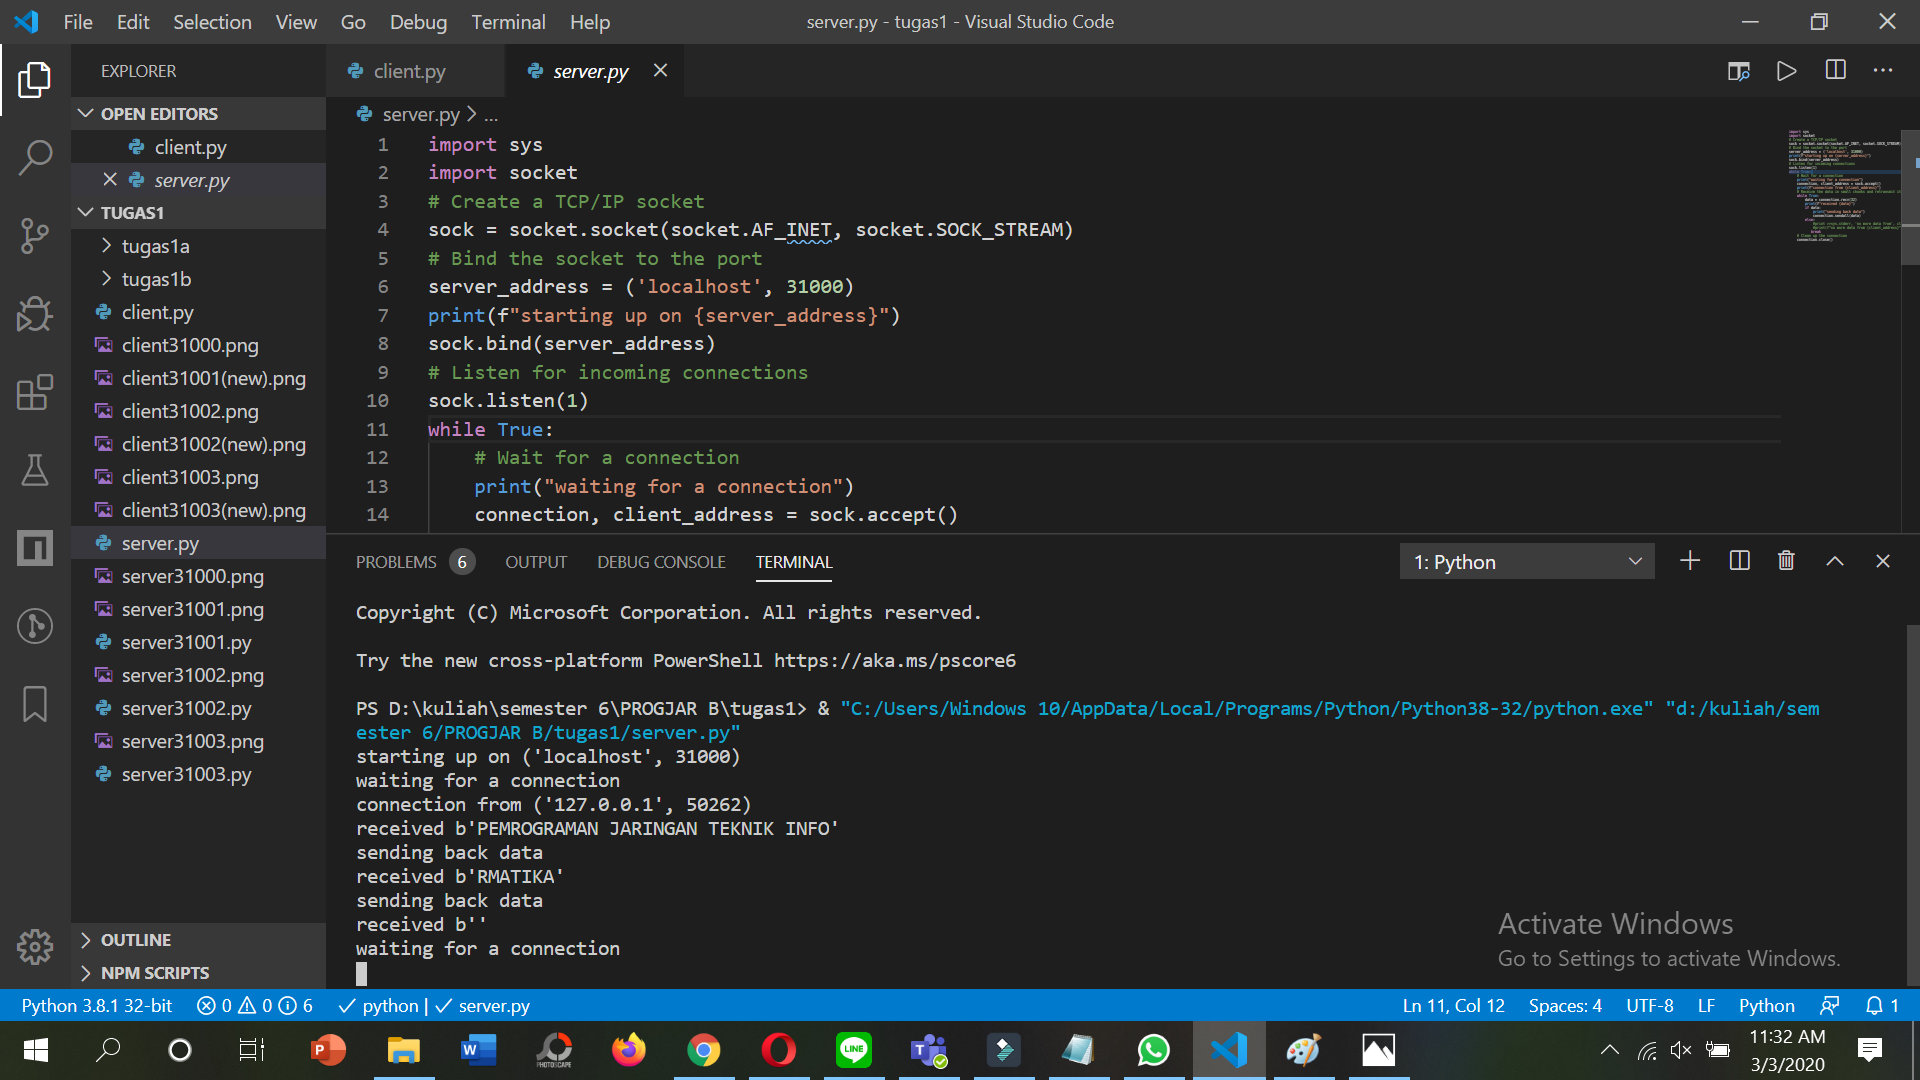 File Edit Selection View Go Debug Terminal Help
server.py - tugas1 - Visual Studio Code
EXPLORER
OPEN EDITORS
client.py
server.py
TUGAS1
tugas1a
tugas1b
client.py
client31000.png
client31001(new).png
client31002.png
client31002(new).png
client31003.png
client31003(new).png
server.py
server31000.png
server31001.png
server31001.py
server31002.png
server31002.py
server31003.png
server31003.py
OUTLINE
NPM SCRIPTS
client.py
server.py
server.py > ...
1 import sys
2 import socket
3 # Create a TCP/IP socket
4 sock = socket.socket(socket.AF_INET, socket.SOCK_STREAM)
5 # Bind the socket to the port
6 server_address = ('localhost', 31000)
7 print(f"starting up on {server_address}")
8 sock.bind(server_address)
9 # Listen for incoming connections
10 sock.listen(1)
11 while True:
12 # Wait for a connection
13 print("waiting for a connection")
14 connection, client_address = sock.accept()
PROBLEMS 6 OUTPUT DEBUG CONSOLE TERMINAL
1: Python
Copyright (C) Microsoft Corporation. All rights reserved.
Try the new cross-platform PowerShell https://aka.ms/pscore6
PS D:\kuliah\semester 6\PROGJAR B\tugas1> & "C:/Users/Windows 10/AppData/Local/Programs/Python/Python38-32/python.exe" "d:/kuliah/sem
ester 6/PROGJAR B/tugas1/server.py"
starting up on ('localhost', 31000)
waiting for a connection
connection from ('127.0.0.1', 50262)
received b'PEMROGRAMAN JARINGAN TEKNIK INFO'
sending back data
received b'RMATIKA'
sending back data
received b''
waiting for a connection
Activate Windows
Go to Settings to activate Windows.
Python 3.8.1 32-bit 0 0 6 python | server.py
Ln 11, Col 12 Spaces: 4 UTF-8 LF Python 1
11:32 AM
3/3/2020